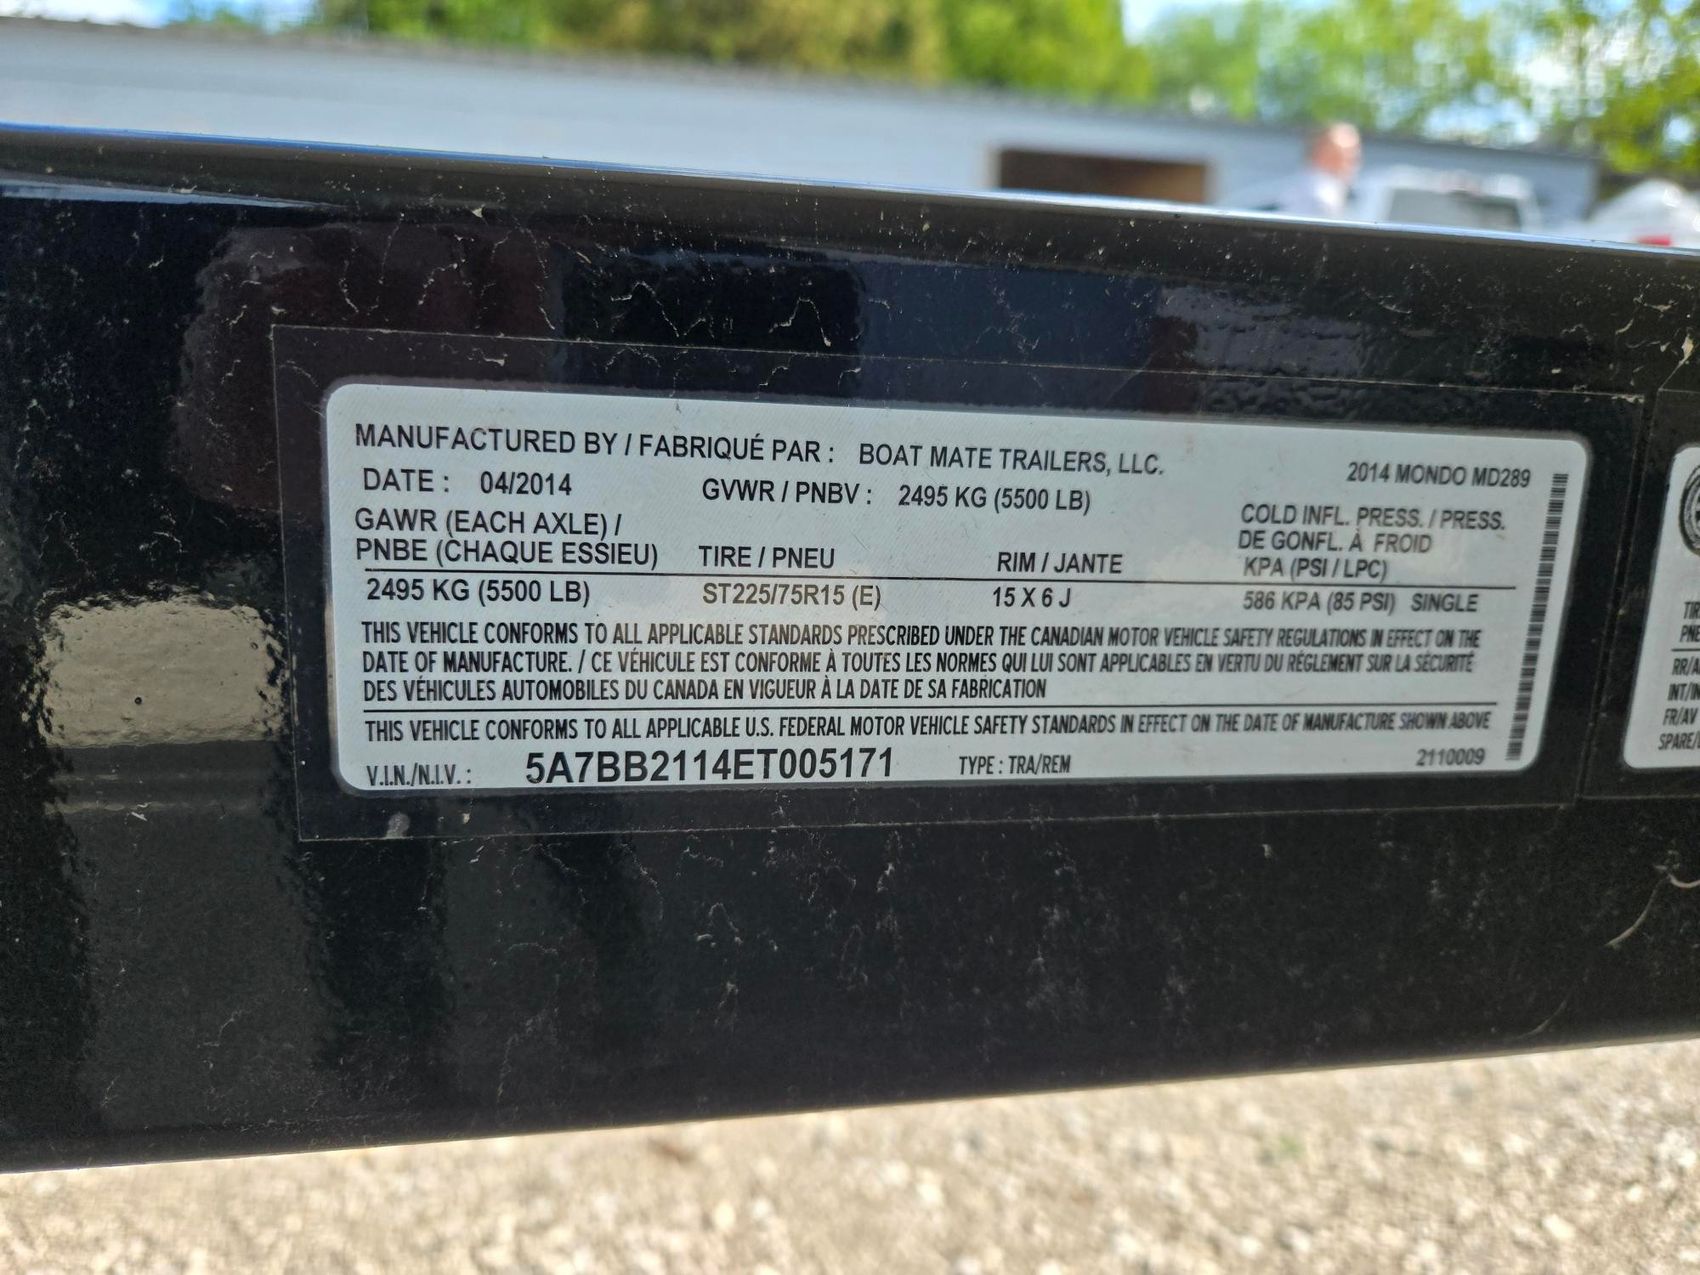 MANUFACTURED BY / FABRIQUÉ PAR : BOAT MATE TRAILERS, LLC.
2014 MONDO MD289
DATE : 04/2014 GVWR / PNBV : 2495 KG (5500 LB)
GAWR (EACH AXLE) /
PNBE (CHAQUE ESSIEU) TIRE / PNEU RIM / JANTE
COLD INFL. PRESS. / PRESS.
DE GONFL. À FROID
KPA (PSI / LPC)
2495 KG (5500 LB) ST225/75R15 (E) 15 X 6 J 586 KPA (85 PSI) SINGLE
THIS VEHICLE CONFORMS TO ALL APPLICABLE STANDARDS PRESCRIBED UNDER THE CANADIAN MOTOR VEHICLE SAFETY REGULATIONS IN EFFECT ON THE
DATE OF MANUFACTURE. / CE VÉHICULE EST CONFORME À TOUTES LES NORMES QUI LUI SONT APPLICABLES EN VERTU DU RÉGLEMENT SUR LA SÉCURITÉ
DES VÉHICULES AUTOMOBILES DU CANADA EN VIGUEUR À LA DATE DE SA FABRICATION
THIS VEHICLE CONFORMS TO ALL APPLICABLE U.S. FEDERAL MOTOR VEHICLE SAFETY STANDARDS IN EFFECT ON THE DATE OF MANUFACTURE SHOWN ABOVE
V.I.N./N.I.V. : 5A7BB2114ET005171 TYPE : TRA/REM 2110009
FR/AV